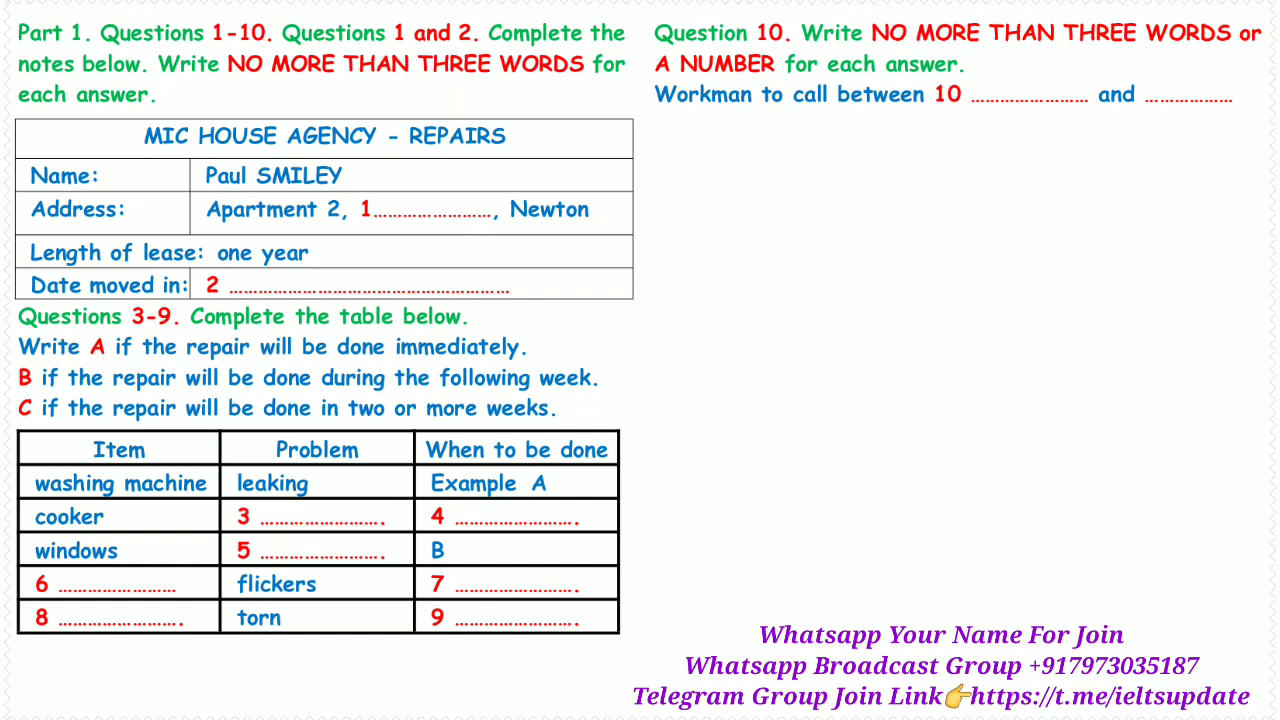 Part 1. Questions 1-10. Questions 1 and 2. Complete the
notes below. Write NO MORE THAN THREE WORDS for
each answer.
MIC HOUSE AGENCY - REPAIRS
Name: Paul SMILEY
Address: Apartment 2, 1……………………, Newton
Length of lease: one year
Date moved in: 2 …………………………………………………
Questions 3-9. Complete the table below.
Write A if the repair will be done immediately.
B if the repair will be done during the following week.
C if the repair will be done in two or more weeks.
Item Problem When to be done
washing machine leaking Example A
cooker 3 ……………………. 4 …………………….
windows 5 ……………………. B
6 …………………… flickers 7 …………………….
8 ……………………. torn 9 …………………….
Question 10. Write NO MORE THAN THREE WORDS or
A NUMBER for each answer.
Workman to call between 10 …………………… and ………………
Whatsapp Your Name For Join
Whatsapp Broadcast Group +917973035187
Telegram Group Join Link👉https://t.me/ieltsupdate